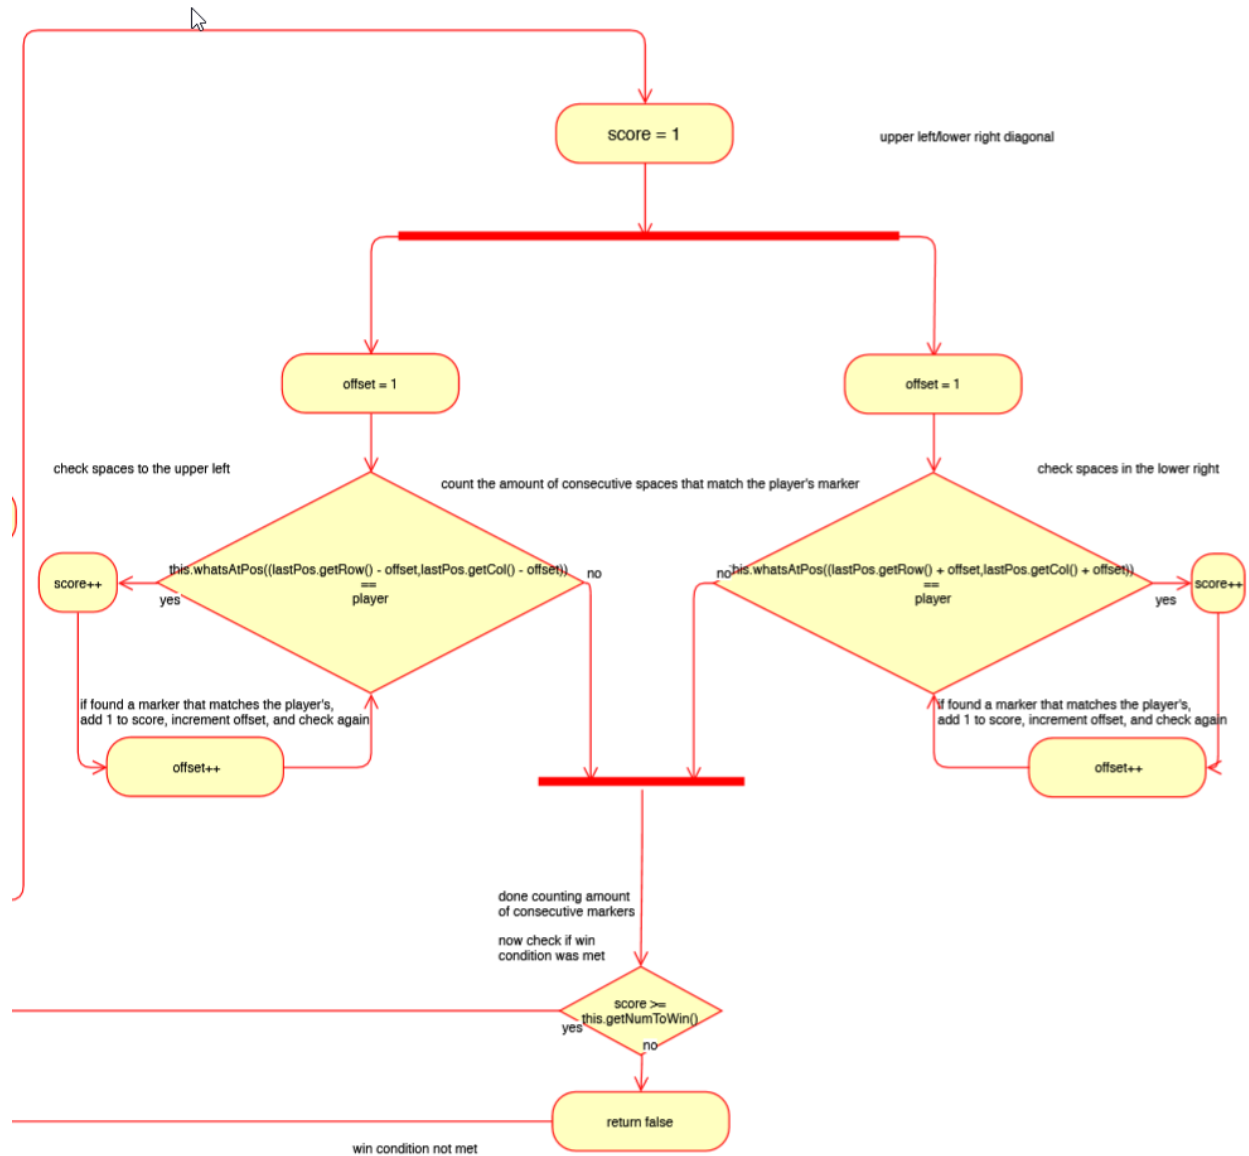 score = 1
upper left/lower right diagonal
offset = 1
offset = 1
check spaces to the upper left
count the amount of consecutive spaces that match the player's marker
check spaces in the lower right
this.whatsAtPos((lastPos.getRow() - offset,lastPos.getCol() - offset))
==
player
no
yes
score++
no
this.whatsAtPos((lastPos.getRow() + offset,lastPos.getCol() + offset))
==
player
yes
score++
if found a marker that matches the player's,
add 1 to score, increment offset, and check again
offset++
if found a marker that matches the player's,
add 1 to score, increment offset, and check again
offset++
done counting amount
of consecutive markers
now check if win
condition was met
score >=
this.getNumToWin()
yes
no
return false
win condition not met